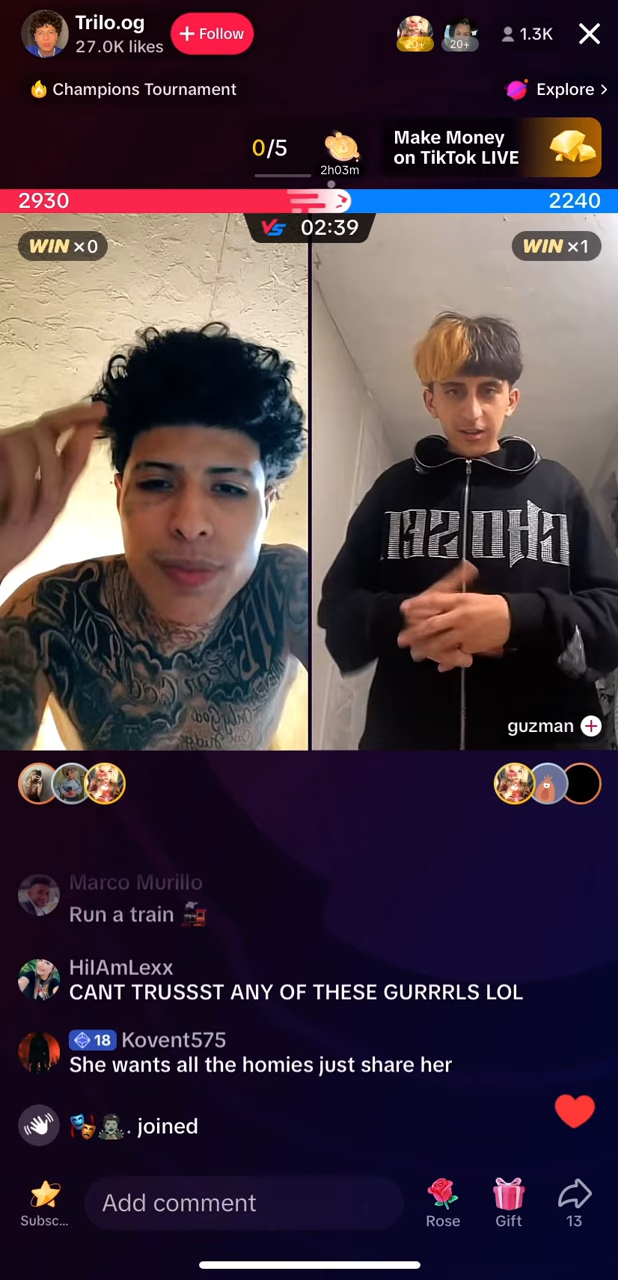 Trilo.og
27.0K likes
+ Follow
20+
20+
1.3K
🔥 Champions Tournament
Explore >
0/5
2h03m
Make Money
on TikTok LIVE
2930
2240
VS 02:39
WIN ×0
WIN ×1
guzman
Marco Murillo
Run a train 🚂
HilAmLexx
CANT TRUSSST ANY OF THESE GURRRLS LOL
18 Kovent575
She wants all the homies just share her
🎭🧟. joined
Subsc...
Add comment
Rose
Gift
13